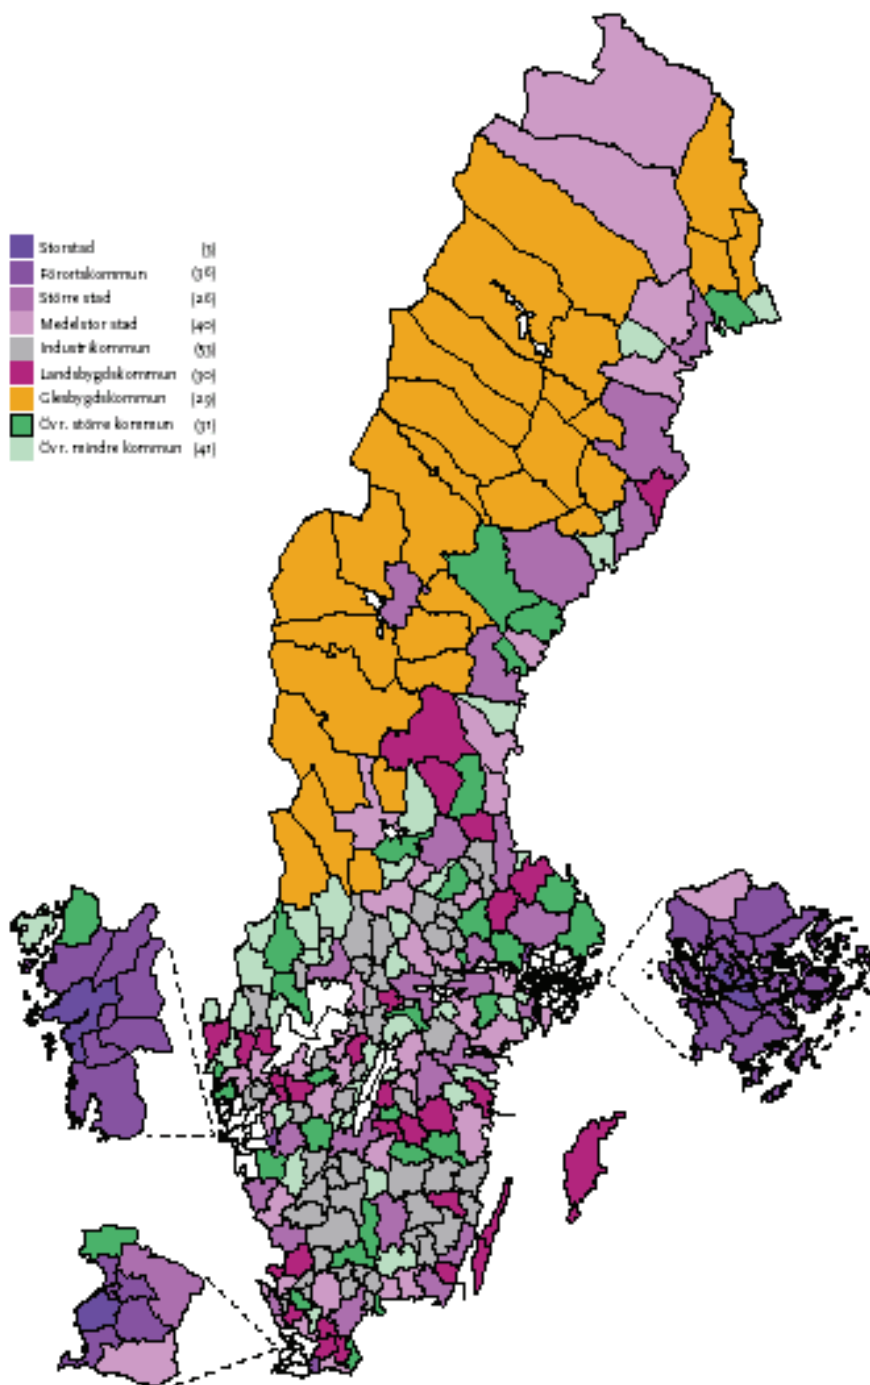 Storstad (3)
Förortskommun (36)
Större stad (26)
Medelstor stad (40)
Industrikommun (53)
Landsbygdskommun (30)
Glesbygdskommun (29)
Övr. större kommun (31)
Övr. mindre kommun (41)